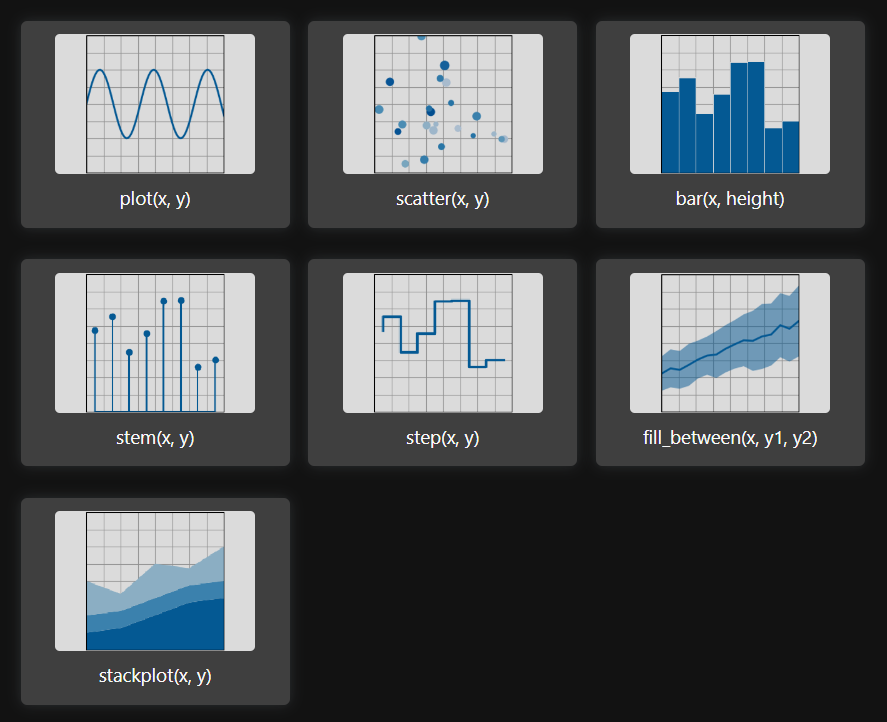 plot(x, y)
scatter(x, y)
bar(x, height)
stem(x, y)
step(x, y)
fill_between(x, y1, y2)
stackplot(x, y)